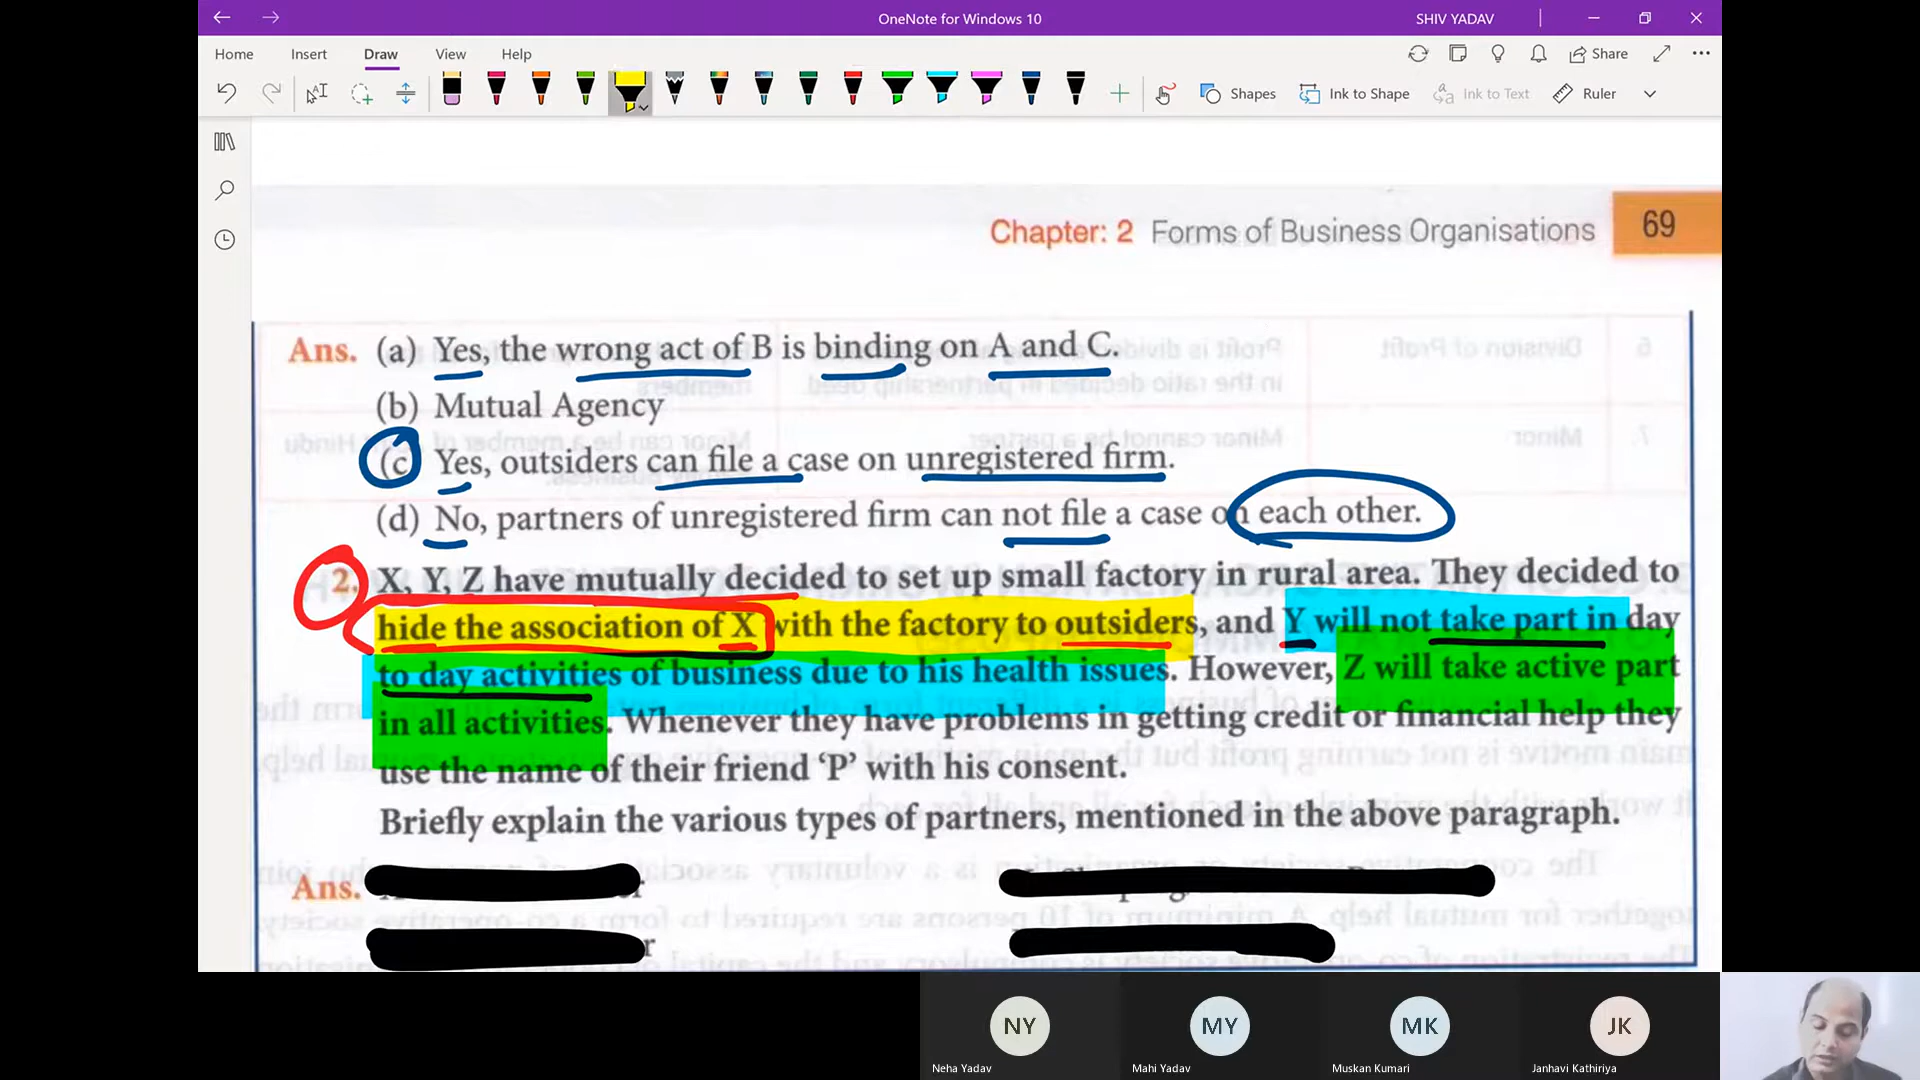 OneNote for Windows 10
SHIV YADAV
Home Insert Draw View Help
Share
Shapes Ink to Shape Ink to Text Ruler
Chapter: 2 Forms of Business Organisations 69
Ans. (a) Yes, the wrong act of B is binding on A and C.
(b) Mutual Agency
(c) Yes, outsiders can file a case on unregistered firm.
(d) No, partners of unregistered firm can not file a case on each other.
2. X, Y, Z have mutually decided to set up small factory in rural area. They decided to
hide the association of X with the factory to outsiders, and Y will not take part in day
to day activities of business due to his health issues. However, Z will take active part
in all activities. Whenever they have problems in getting credit or financial help they
use the name of their friend ‘P’ with his consent.
Briefly explain the various types of partners, mentioned in the above paragraph.
Ans.
NY MY MK JK
Neha Yadav Mahi Yadav Muskan Kumari Janhavi Kathiriya